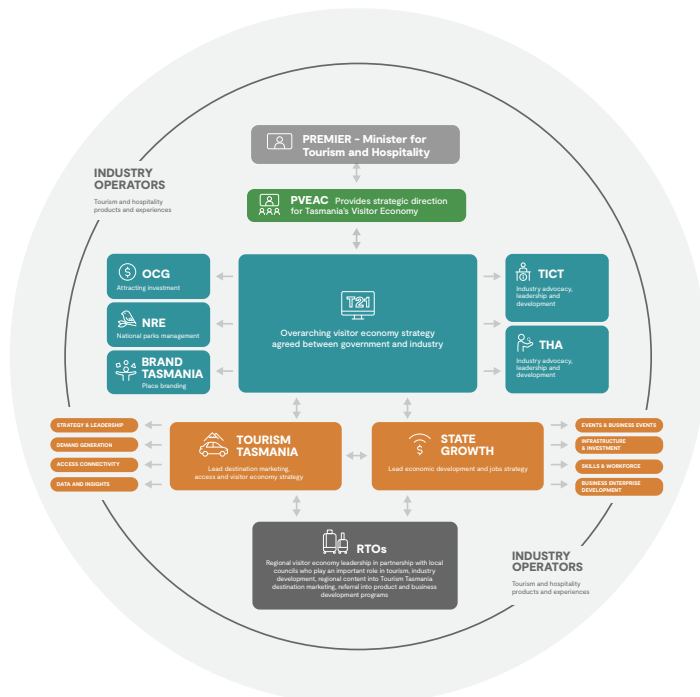 PREMIER – Minister for
Tourism and Hospitality
INDUSTRY
OPERATORS
Tourism and hospitality
products and experiences
PVEAC Provides strategic direction
for Tasmania's Visitor Economy
OCG
Attracting investment
NRE
National parks management
BRAND
TASMANIA
Place branding
T21
Overarching visitor economy strategy
agreed between government and industry
TICT
Industry advocacy,
leadership and
development
THA
Industry advocacy,
leadership and
development
STRATEGY & LEADERSHIP
DEMAND GENERATION
ACCESS CONNECTIVITY
DATA AND INSIGHTS
TOURISM
TASMANIA
Lead destination marketing,
access and visitor economy strategy
STATE
GROWTH
Lead economic development and jobs strategy
EVENTS & BUSINESS EVENTS
INFRASTRUCTURE
& INVESTMENT
SKILLS & WORKFORCE
BUSINESS ENTERPRISE
DEVELOPMENT
RTOs
Regional visitor economy leadership in partnership with local
councils who play an important role in tourism, industry
development, regional content into Tourism Tasmania
destination marketing, referral into product and business
development programs
INDUSTRY
OPERATORS
Tourism and hospitality
products and experiences